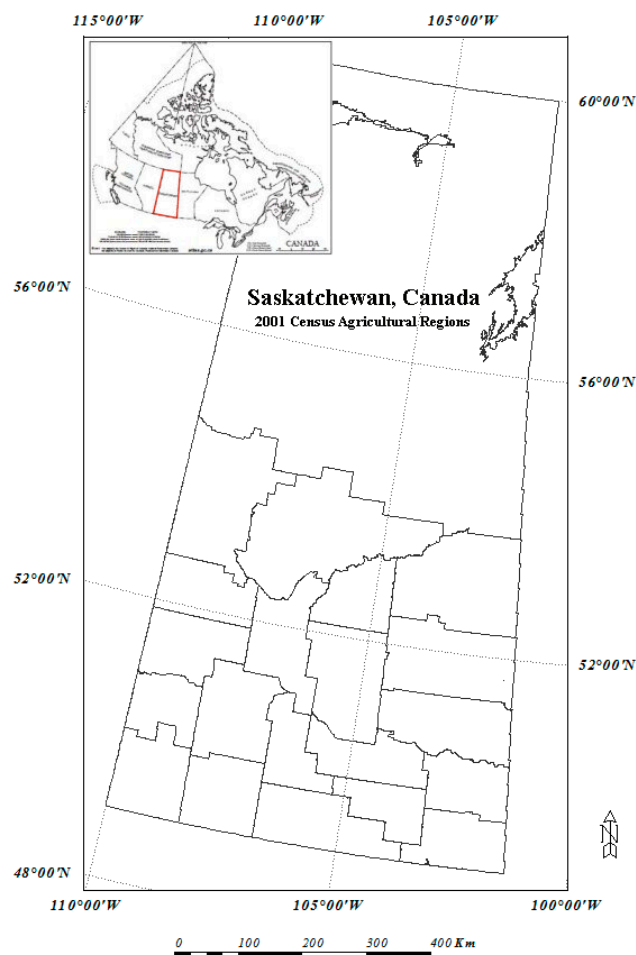 115°00'W 110°00'W 105°00'W
60°00'N
CANADA
56°00'N
Saskatchewan, Canada
2001 Census Agricultural Regions
56°00'N
52°00'N
52°00'N
N
48°00'N
110°00'W 105°00'W 100°00'W
0 100 200 300 400 Km